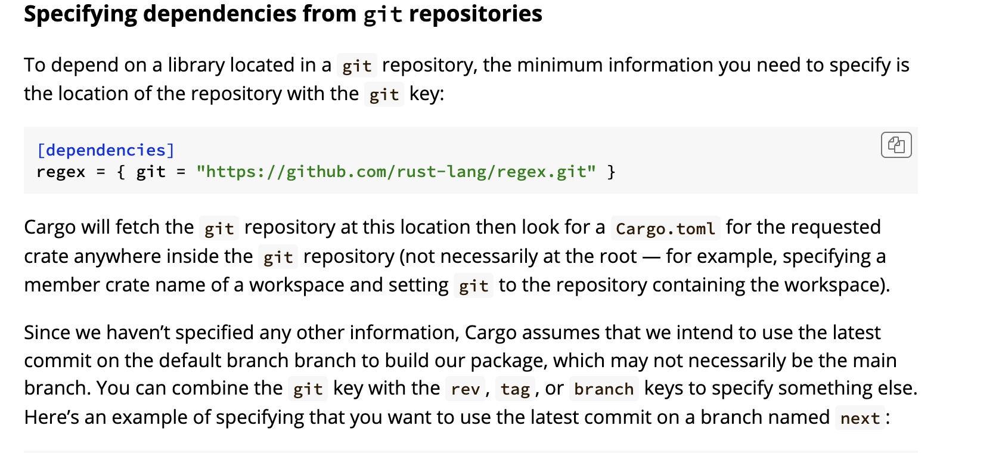 Specifying dependencies from git repositories
To depend on a library located in a git repository, the minimum information you need to specify is
the location of the repository with the git key:
[dependencies]
regex = { git = "https://github.com/rust-lang/regex.git" }
Cargo will fetch the git repository at this location then look for a Cargo.toml for the requested
crate anywhere inside the git repository (not necessarily at the root — for example, specifying a
member crate name of a workspace and setting git to the repository containing the workspace).
Since we haven’t specified any other information, Cargo assumes that we intend to use the latest
commit on the default branch branch to build our package, which may not necessarily be the main
branch. You can combine the git key with the rev, tag, or branch keys to specify something else.
Here’s an example of specifying that you want to use the latest commit on a branch named next: